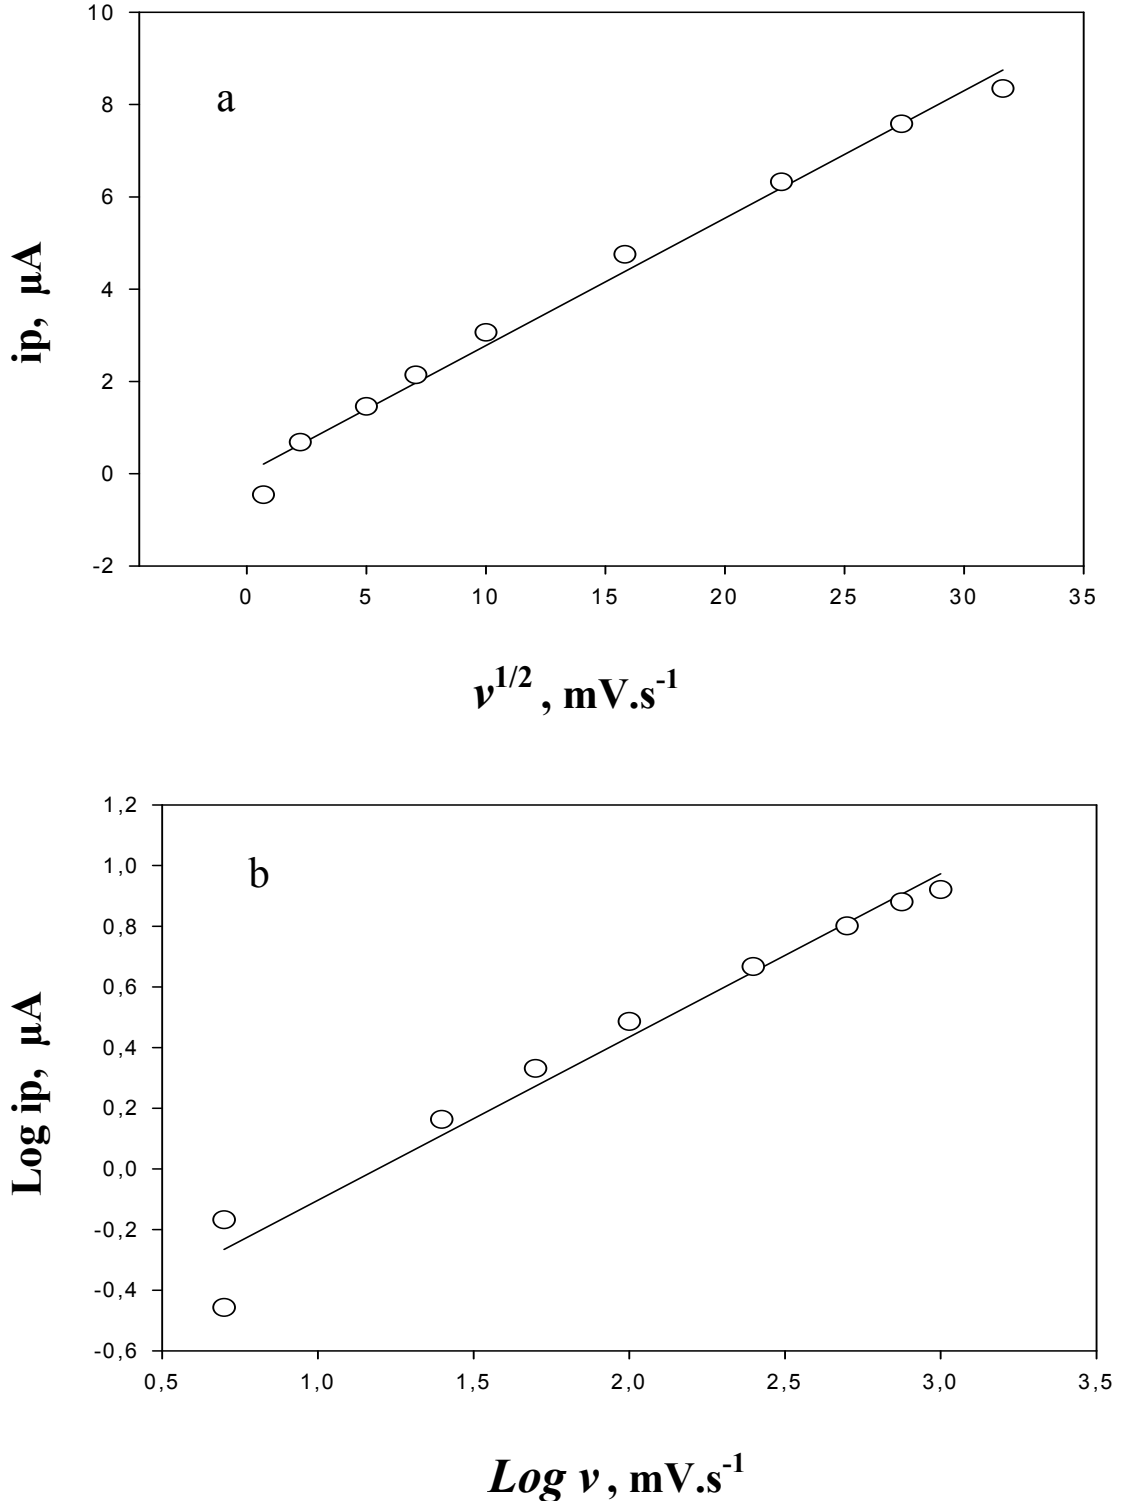 10
a
8
6
4
2
0
-2
ip, µA
0 5 10 15 20 25 30 35
v^1/2 , mV.s^-1
1,2
b
1,0
0,8
0,6
0,4
0,2
0,0
-0,2
-0,4
-0,6
Log ip, µA
0,5 1,0 1,5 2,0 2,5 3,0 3,5
Log v , mV.s^-1